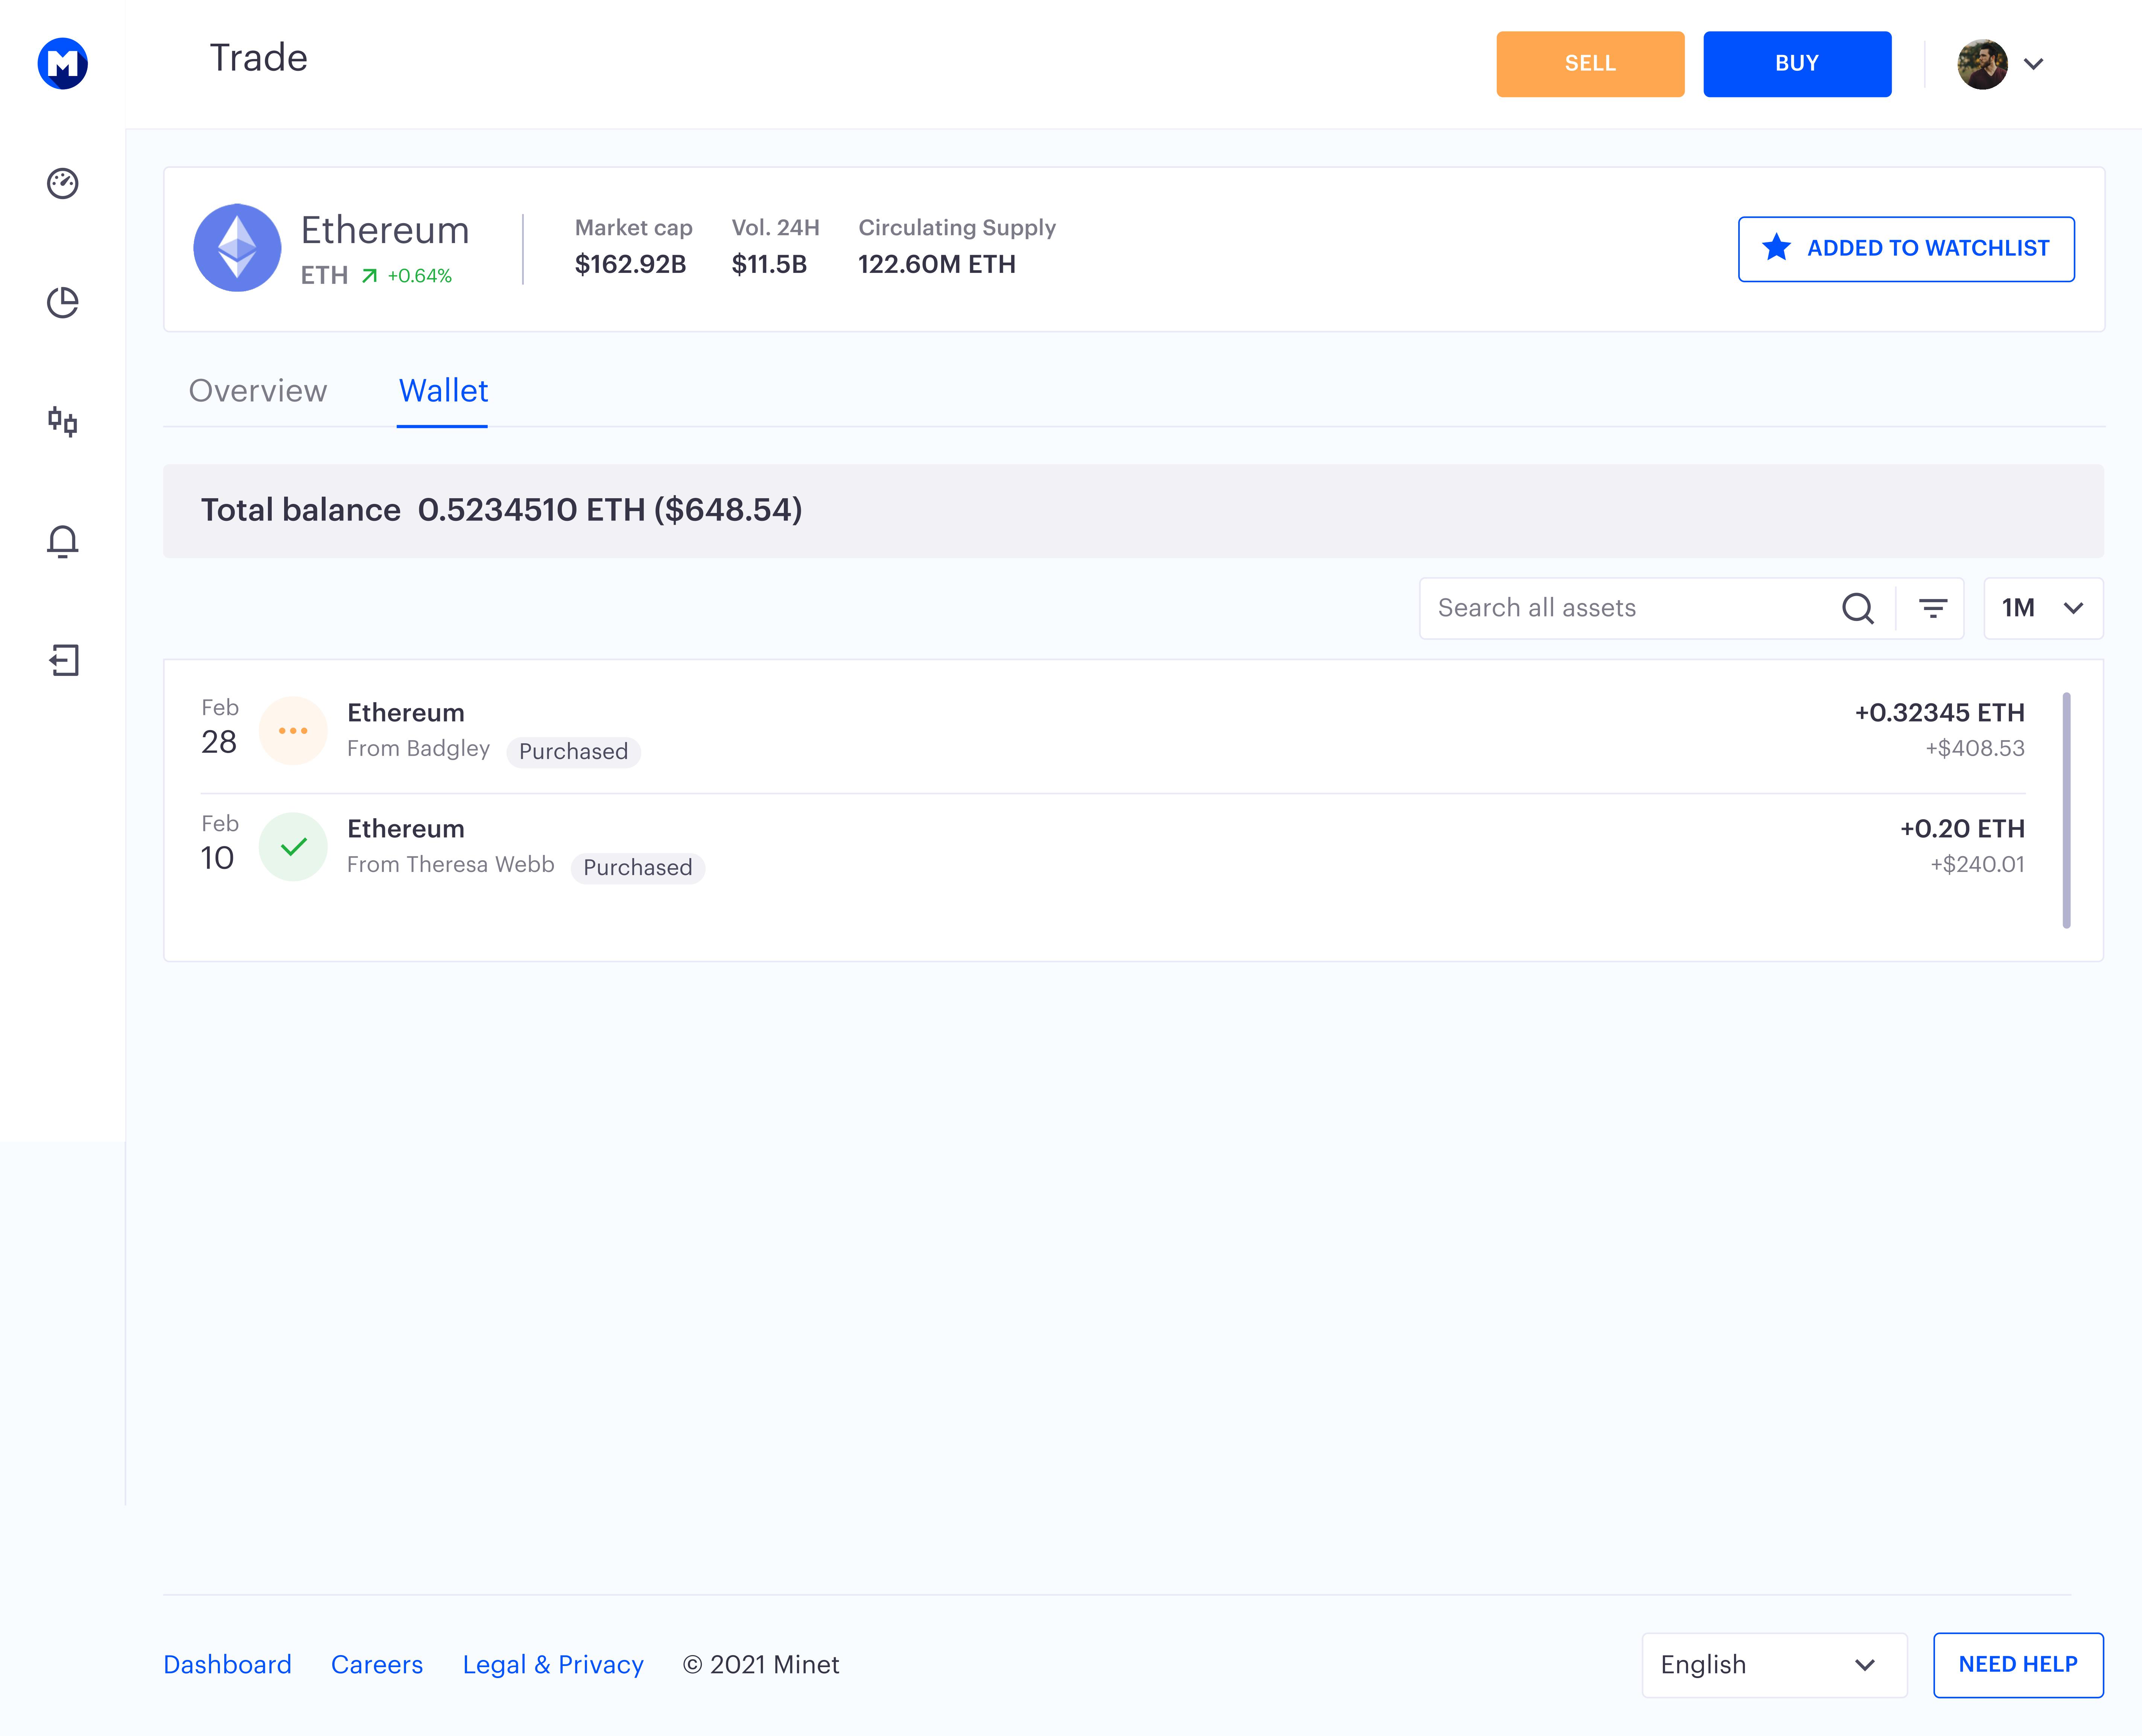 M
Trade
SELL
BUY
Ethereum
ETH +0.64%
Market cap
$162.92B
Vol. 24H
$11.5B
Circulating Supply
122.60M ETH
ADDED TO WATCHLIST
Overview
Wallet
Total balance 0.5234510 ETH ($648.54)
Search all assets
1M
Feb
28
Ethereum
From Badgley
Purchased
+0.32345 ETH
+$408.53
Feb
10
Ethereum
From Theresa Webb
Purchased
+0.20 ETH
+$240.01
Dashboard
Careers
Legal & Privacy
© 2021 Minet
English
NEED HELP